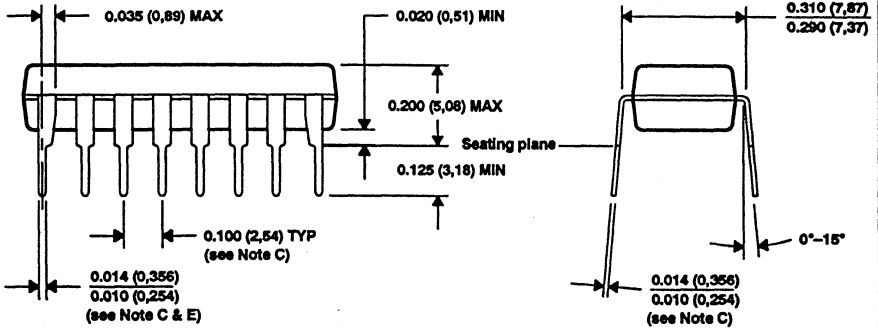 0.035 (0,89) MAX
0.020 (0,51) MIN
0.310 (7,87)
0.290 (7,37)
0.200 (5,08) MAX
Seating plane
0.125 (3,18) MIN
0.100 (2,54) TYP
(see Note C)
0°–15°
0.014 (0,356)
0.010 (0,254)
(see Note C & E)
0.014 (0,356)
0.010 (0,254)
(see Note C)